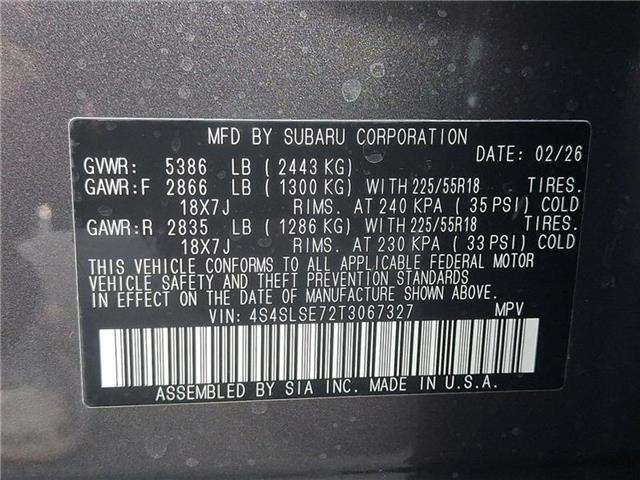 MFD BY SUBARU CORPORATION
GVWR: 5386 LB (2443 KG) DATE: 02/26
GAWR:F 2866 LB (1300 KG) WITH 225/55R18 TIRES.
18X7J RIMS. AT 240 KPA (35 PSI) COLD
GAWR:R 2835 LB (1286 KG) WITH 225/55R18 TIRES.
18X7J RIMS. AT 230 KPA (33 PSI) COLD
THIS VEHICLE CONFORMS TO ALL APPLICABLE FEDERAL MOTOR
VEHICLE SAFETY AND THEFT PREVENTION STANDARDS
IN EFFECT ON THE DATE OF MANUFACTURE SHOWN ABOVE.
VIN: 4S4SLSE72T3067327 MPV
ASSEMBLED BY SIA INC. MADE IN U.S.A.